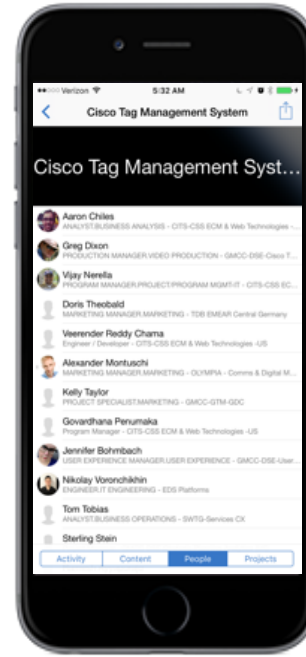 Verizon 5:32 AM
Cisco Tag Management System
Cisco Tag Management Syst...
Aaron Chiles
ANALYST.BUSINESS ANALYSIS - CITS-CSS ECM & Web Technologies -...
Greg Dixon
PRODUCTION MANAGER.VIDEO PRODUCTION - GMCC-DSE-Cisco T...
Vijay Nerella
PROGRAM MANAGER.PROJECT/PROGRAM MGMT-IT - CITS-CSS EC...
Doris Theobald
MARKETING MANAGER.MARKETING - TDB EMEAR Central Germany
Veerender Reddy Chama
Engineer / Developer - CITS-CSS ECM & Web Technologies -US
Alexander Montuschi
MARKETING MANAGER.MARKETING - OLYMPIA - Comms & Digital M...
Kelly Taylor
PROJECT SPECIALIST.MARKETING - GMCC-GTM-GDC
Govardhana Penumaka
Program Manager - CITS-CSS ECM & Web Technologies -US
Jennifer Bohmbach
USER EXPERIENCE MANAGER.USER EXPERIENCE - GMCC-DSE-User...
Nikolay Voronchikhin
ENGINEER.IT ENGINEERING - EDS Platforms
Tom Tobias
ANALYST.BUSINESS OPERATIONS - SWTG-Services CX
Sterling Stein
Activity Content People Projects